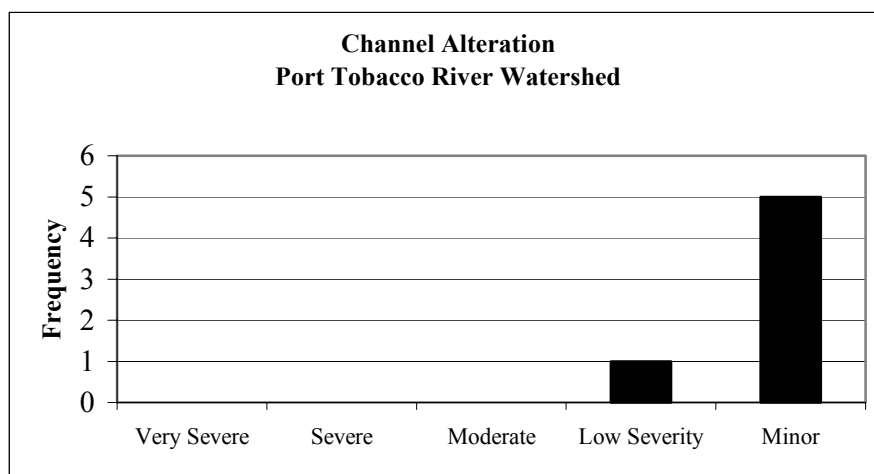 Channel Alteration
Port Tobacco River Watershed
Frequency
6
5
4
3
2
1
0
Very Severe Severe Moderate Low Severity Minor